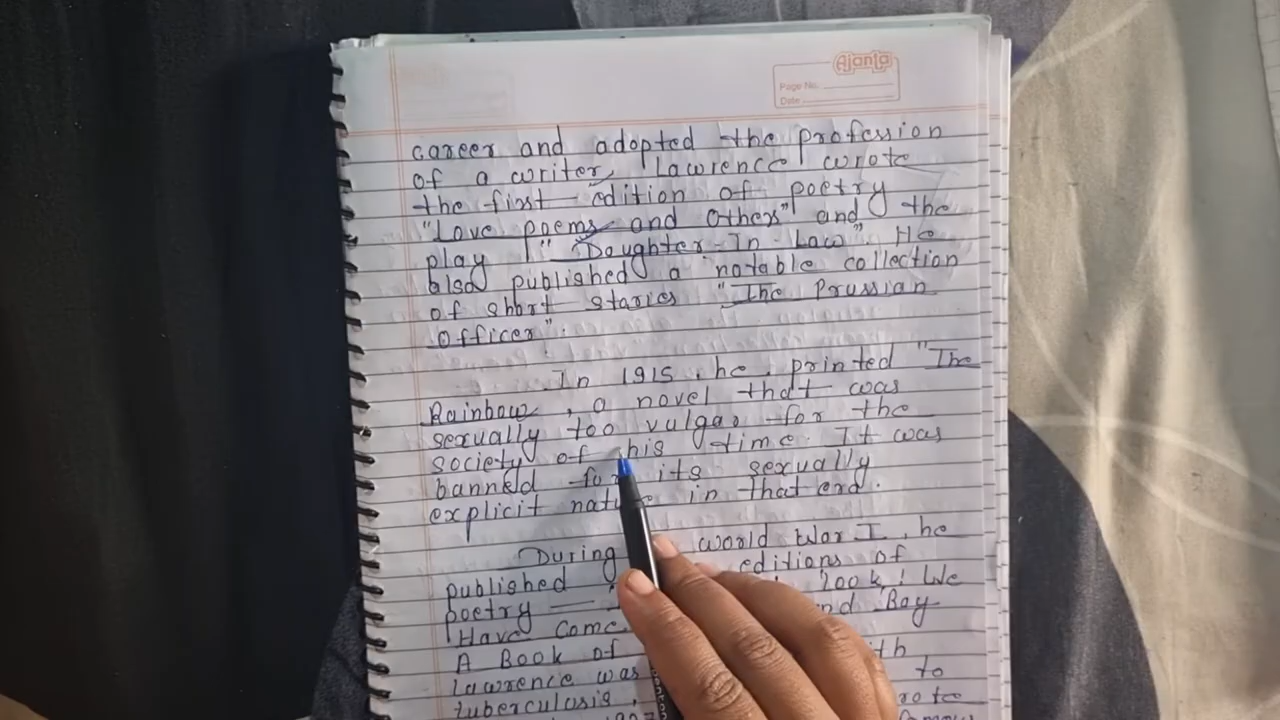 Ajanta
Page No.
Date
career and adopted the profession
of a writer, Lawrence wrote
the first edition of poetry
"Love poems and Others" and the
play "Daughter-In-Law". He
also published a notable collection
of short stories "The Prussian
Officer".
In 1915, he printed "The
Rainbow, a novel that was
sexually too vulgar for the
society of his time. It was
banned for its sexually
explicit nature in that era.
During world War I, he
published editions of
poetry — Look! We
Have Come and Bay
A Book of
Lawrence was to
tuberculosis,